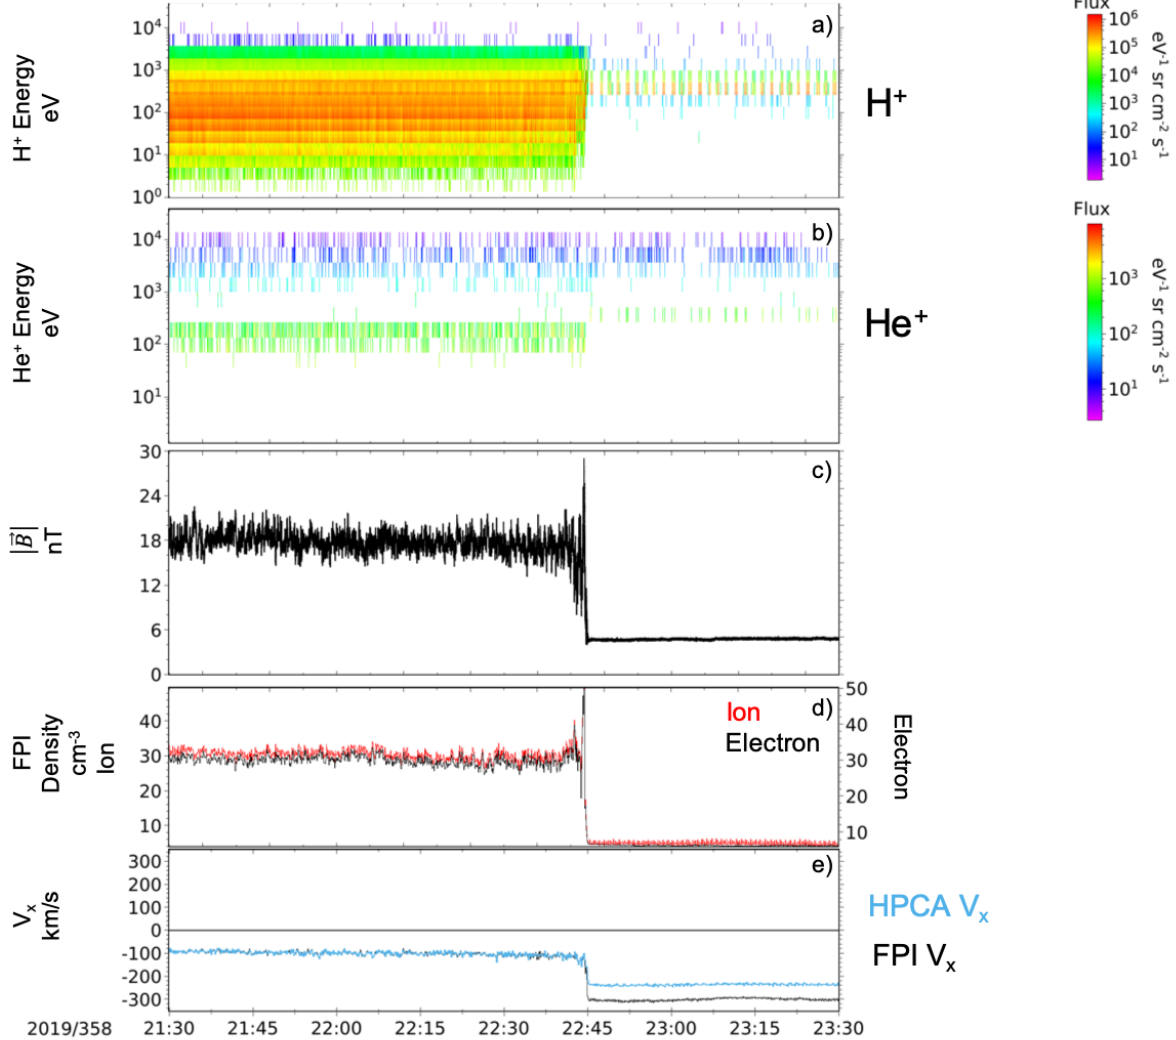 H⁺ Energy
eV
10⁴
10³
10²
10¹
10⁰
a)
H⁺
Flux
10⁶
10⁵
10⁴
10³
10²
10¹
eV⁻¹ sr cm⁻² s⁻¹
He⁺ Energy
eV
10⁴
10³
10²
10¹
b)
He⁺
Flux
10³
10²
10¹
eV⁻¹ sr cm⁻² s⁻¹
|B⃗|
nT
30
24
18
12
6
0
c)
FPI
Density
cm⁻³
Ion
40
30
20
10
Ion
Electron
d)
50
40
30
20
10
Electron
Vₓ
km/s
300
200
100
0
-100
-200
-300
e)
HPCA Vₓ
FPI Vₓ
2019/358
21:30 21:45 22:00 22:15 22:30 22:45 23:00 23:15 23:30